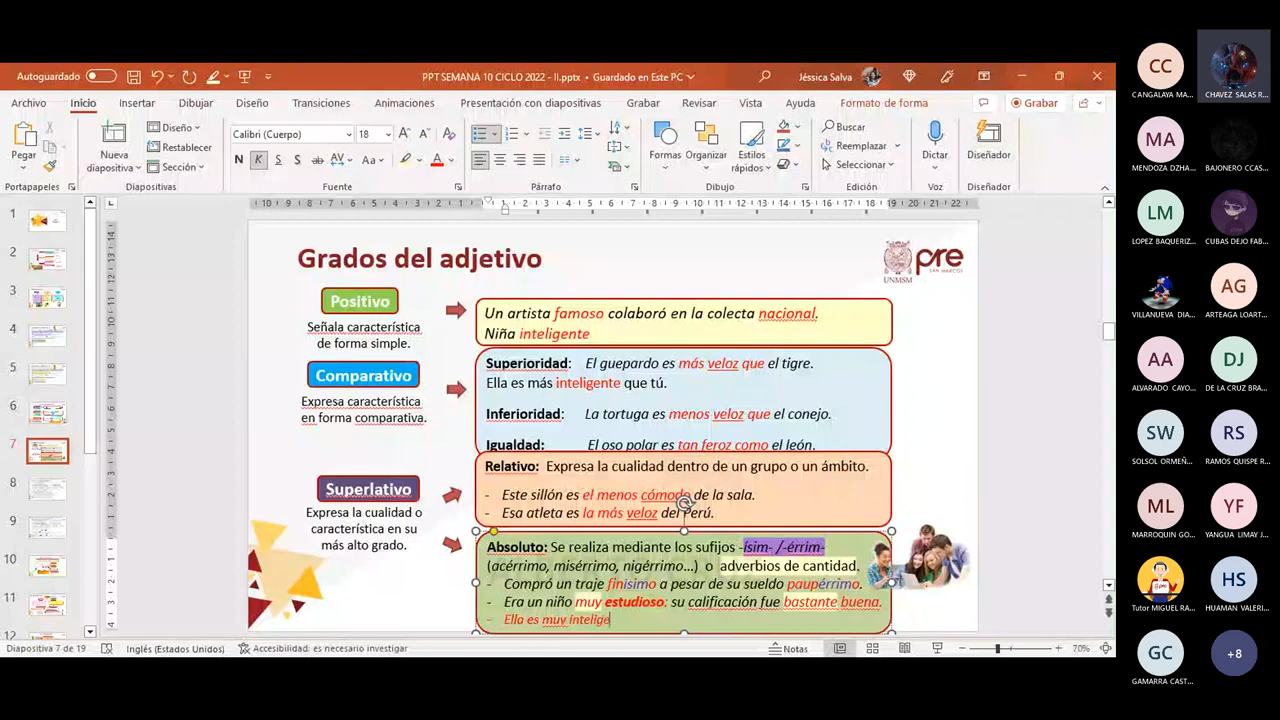 Autoguardado
PPT SEMANA 10 CICLO 2022 - II.pptx • Guardado en Este PC
Jéssica Salva
Archivo Inicio Insertar Dibujar Diseño Transiciones Animaciones Presentación con diapositivas Grabar Revisar Vista Ayuda Formato de forma Grabar
Pegar
Nueva diapositiva
Diseño
Restablecer
Sección
Calibri (Cuerpo) 18
Formas Organizar Estilos rápidos
Buscar
Reemplazar
Seleccionar
Dictar
Diseñador
Portapapeles Diapositivas Fuente Párrafo Dibujo Edición Voz Diseñador
Grados del adjetivo
UNMSM
pre
SAN MARCOS
Positivo
Señala característica
de forma simple.
Un artista famoso colaboró en la colecta nacional.
Niña inteligente
Comparativo
Expresa característica
en forma comparativa.
Superioridad: El guepardo es más veloz que el tigre.
Ella es más inteligente que tú.
Inferioridad: La tortuga es menos veloz que el conejo.
Igualdad: El oso polar es tan feroz como el león.
Superlativo
Expresa la cualidad o
característica en su
más alto grado.
Relativo: Expresa la cualidad dentro de un grupo o un ámbito.
- Este sillón es el menos cómodo de la sala.
- Esa atleta es la más veloz del Perú.
Absoluto: Se realiza mediante los sufijos -ísim- /-érrim-
(acérrimo, misérrimo, nigérrimo...) o adverbios de cantidad.
- Compró un traje finísimo a pesar de su sueldo paupérrimo.
- Era un niño muy estudioso: su calificación fue bastante buena.
- Ella es muy intelige
1
2
3
4
5
6
7
8
9
10
11
12
Diapositiva 7 de 19
Inglés (Estados Unidos)
Accesibilidad: es necesario investigar
Notas
70%
CC
CANGALAYA MA...
CHAVEZ SALAS R...
MA
MENDOZA DZHA...
BAJONERO CCAS...
LM
LOPEZ BAQUERIZ...
CUBAS DEJO FAB...
VILLANUEVA DIA...
AG
ARTEAGA LOART...
AA
ALVARADO CAYO...
DJ
DE LA CRUZ BRA...
SW
SOLSOL ORMEÑ...
RS
RAMOS QUISPE R...
ML
MARROQUIN GO...
YF
YANGUA LIMAY J...
Tutor MIGUEL RA...
HS
HUAMAN VALERI...
GC
GAMARRA CAST...
+8